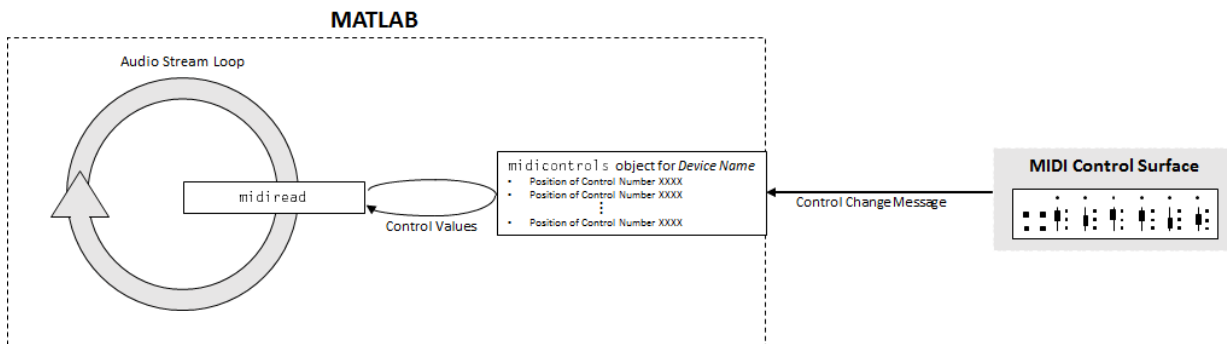 MATLAB
Audio Stream Loop
midicontrols object for Device Name
• Position of Control Number XXXX
• Position of Control Number XXXX
• Position of Control Number XXXX
midiread
Control Values
Control Change Message
MIDI Control Surface